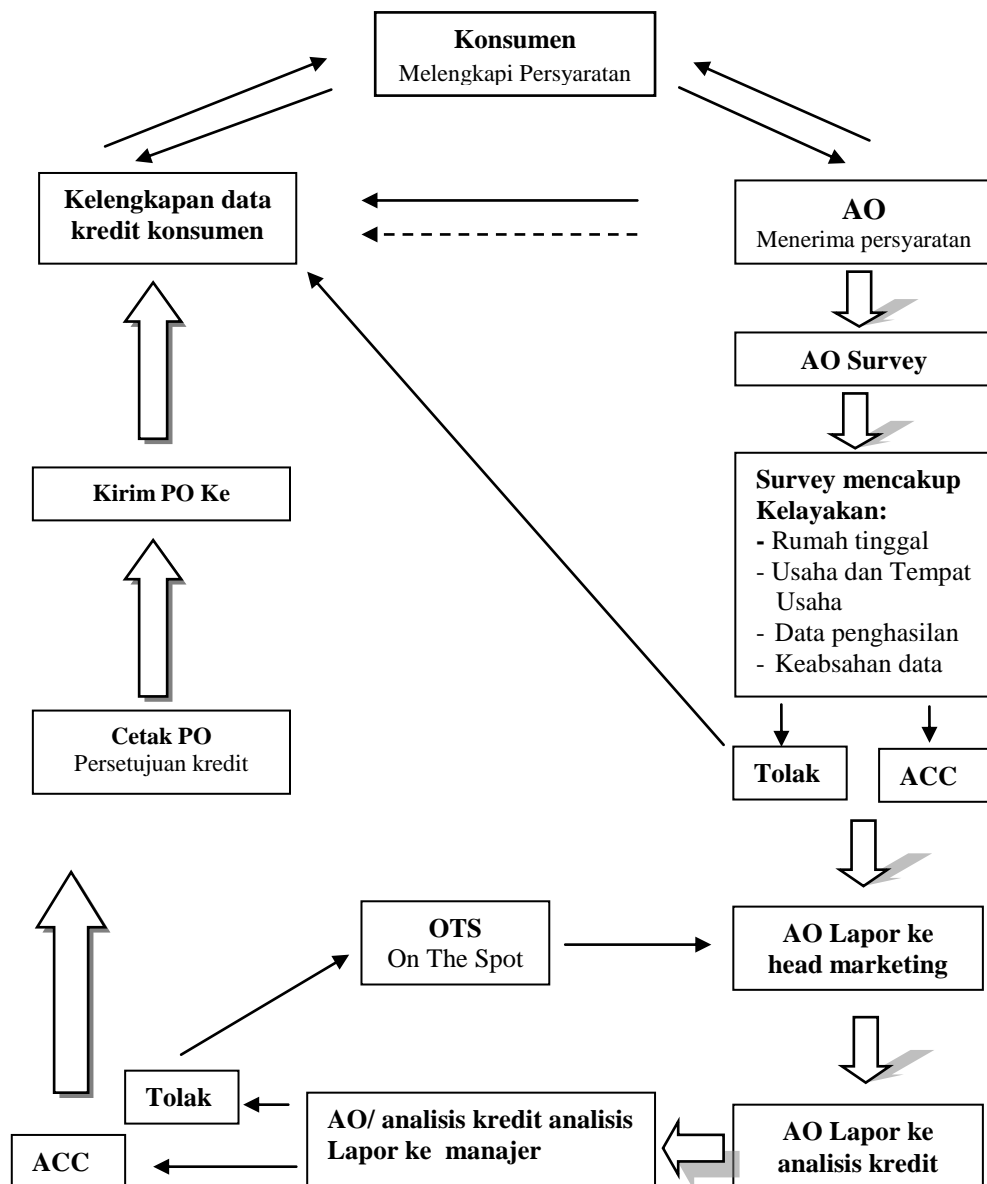 Konsumen
Melengkapi Persyaratan
Kelengkapan data
kredit konsumen
AO
Menerima persyaratan
AO Survey
Survey mencakup
Kelayakan:
- Rumah tinggal
- Usaha dan Tempat
Usaha
- Data penghasilan
- Keabsahan data
Kirim PO Ke
Cetak PO
Persetujuan kredit
Tolak
ACC
OTS
On The Spot
AO Lapor ke
head marketing
Tolak
AO/ analisis kredit analisis
Lapor ke manajer
AO Lapor ke
analisis kredit
ACC